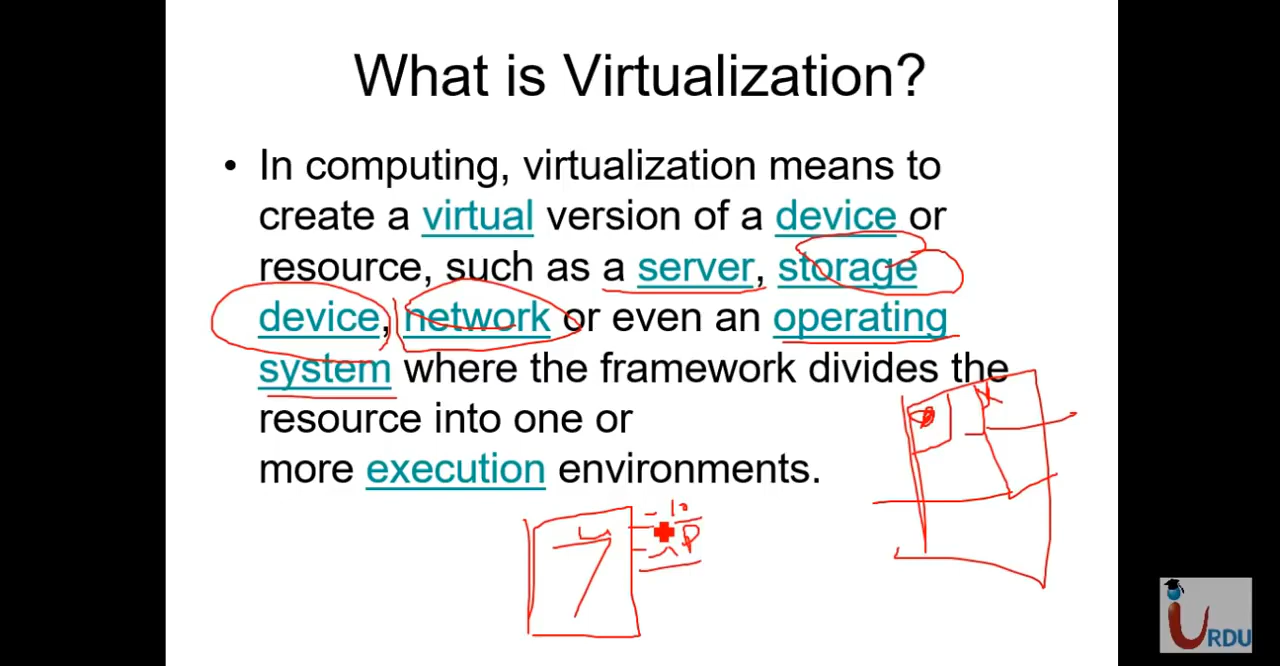 What is Virtualization?
• In computing, virtualization means to
create a virtual version of a device or
resource, such as a server, storage
device, network or even an operating
system where the framework divides the
resource into one or
more execution environments.
7
URDU